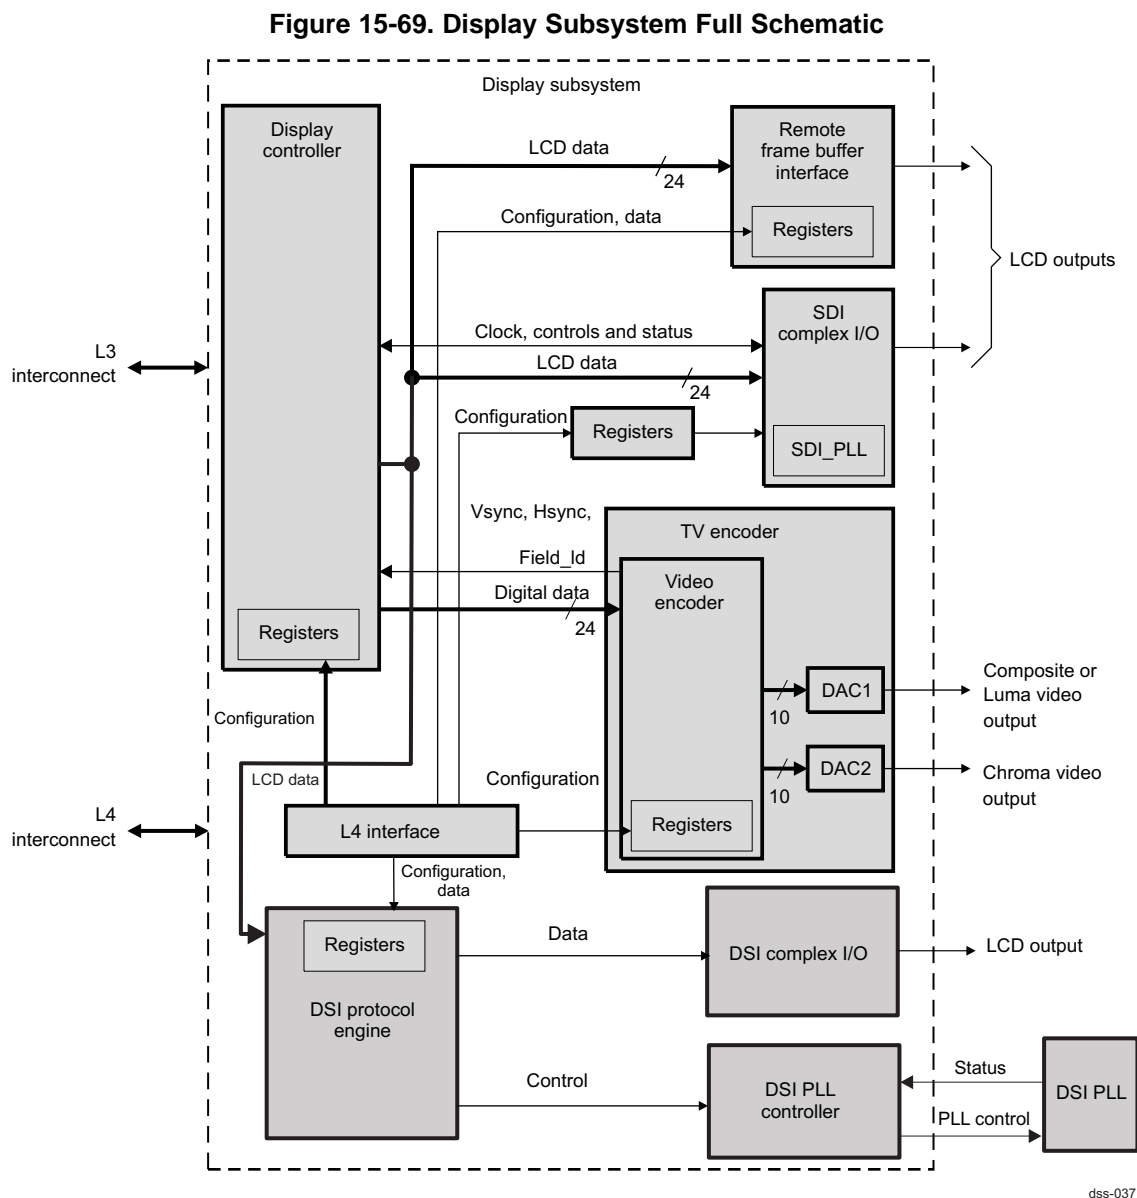 Figure 15-69. Display Subsystem Full Schematic
Display subsystem
Display
controller
LCD data
24
Remote
frame buffer
interface
Configuration, data
Registers
LCD outputs
Clock, controls and status
SDI
complex I/O
L3
interconnect
LCD data
24
Configuration
Registers
SDI_PLL
Vsync, Hsync,
Field_Id
TV encoder
Digital data
24
Video
encoder
Registers
Configuration
10
DAC1
Composite or
Luma video
output
LCD data
Configuration
10
DAC2
Chroma video
output
L4
interconnect
L4 interface
Registers
Configuration,
data
Registers
DSI protocol
engine
Data
DSI complex I/O
LCD output
Control
DSI PLL
controller
Status
PLL control
DSI PLL
dss-037